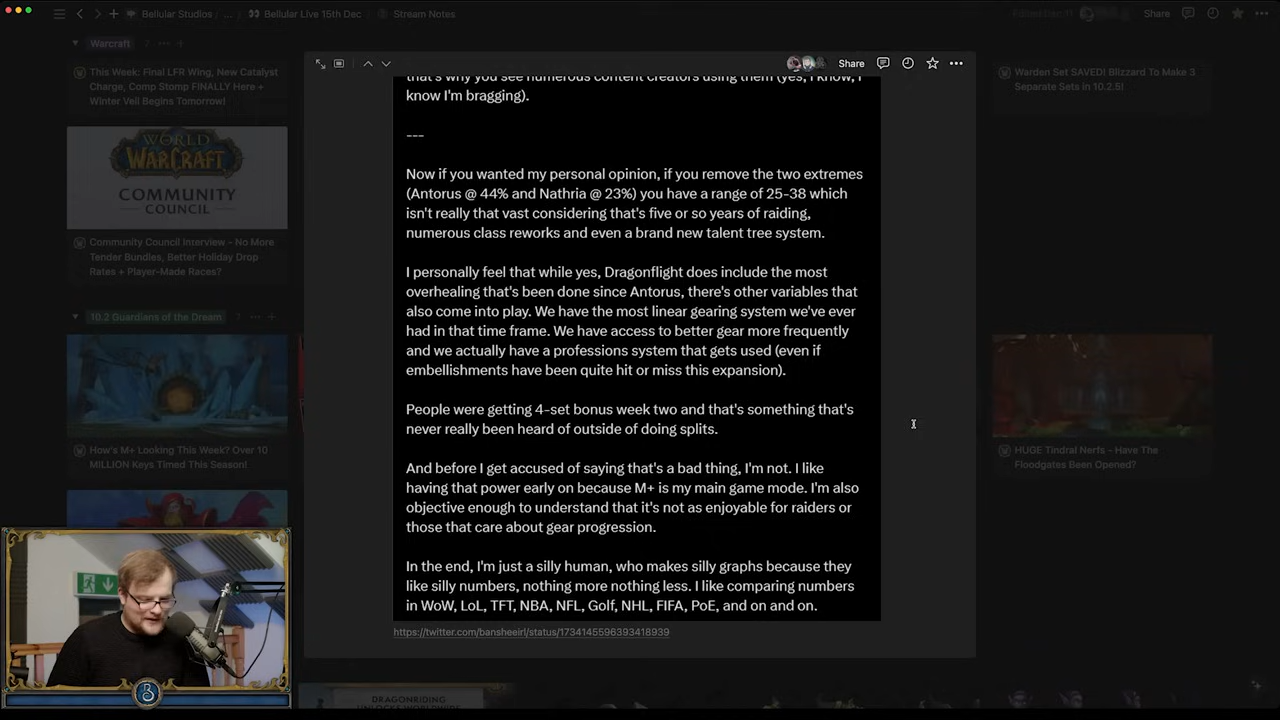 Bellular Studios / ... / 👀 Bellular Live 15th Dec / Stream Notes
Share
Warcraft 7
This Week: Final LFR Wing, New Catalyst
Charge, Comp Stomp FINALLY Here +
Winter Veil Begins Tomorrow!
WORLD
WARCRAFT
COMMUNITY
COUNCIL
Community Council Interview - No More
Tender Bundles, Better Holiday Drop
Rates + Player-Made Races?
10.2 Guardians of the Dream
How's M+ Looking This Week? Over 10
MILLION Keys Timed This Season!
Share
that's why you see numerous content creators using them (yes, I know, I
know I'm bragging).
---
Now if you wanted my personal opinion, if you remove the two extremes
(Antorus @ 44% and Nathria @ 23%) you have a range of 25-38 which
isn't really that vast considering that's five or so years of raiding,
numerous class reworks and even a brand new talent tree system.
I personally feel that while yes, Dragonflight does include the most
overhealing that's been done since Antorus, there's other variables that
also come into play. We have the most linear gearing system we've ever
had in that time frame. We have access to better gear more frequently
and we actually have a professions system that gets used (even if
embellishments have been quite hit or miss this expansion).
People were getting 4-set bonus week two and that's something that's
never really been heard of outside of doing splits.
And before I get accused of saying that's a bad thing, I'm not. I like
having that power early on because M+ is my main game mode. I'm also
objective enough to understand that it's not as enjoyable for raiders or
those that care about gear progression.
In the end, I'm just a silly human, who makes silly graphs because they
like silly numbers, nothing more nothing less. I like comparing numbers
in WoW, LoL, TFT, NBA, NFL, Golf, NHL, FIFA, PoE, and on and on.
https://twitter.com/bansheeirl/status/1734145596393418939
Warden Set SAVED! Blizzard To Make 3
Separate Sets in 10.2.5!
HUGE Tindral Nerfs - Have The
Floodgates Been Opened?
DRAGONRIDING